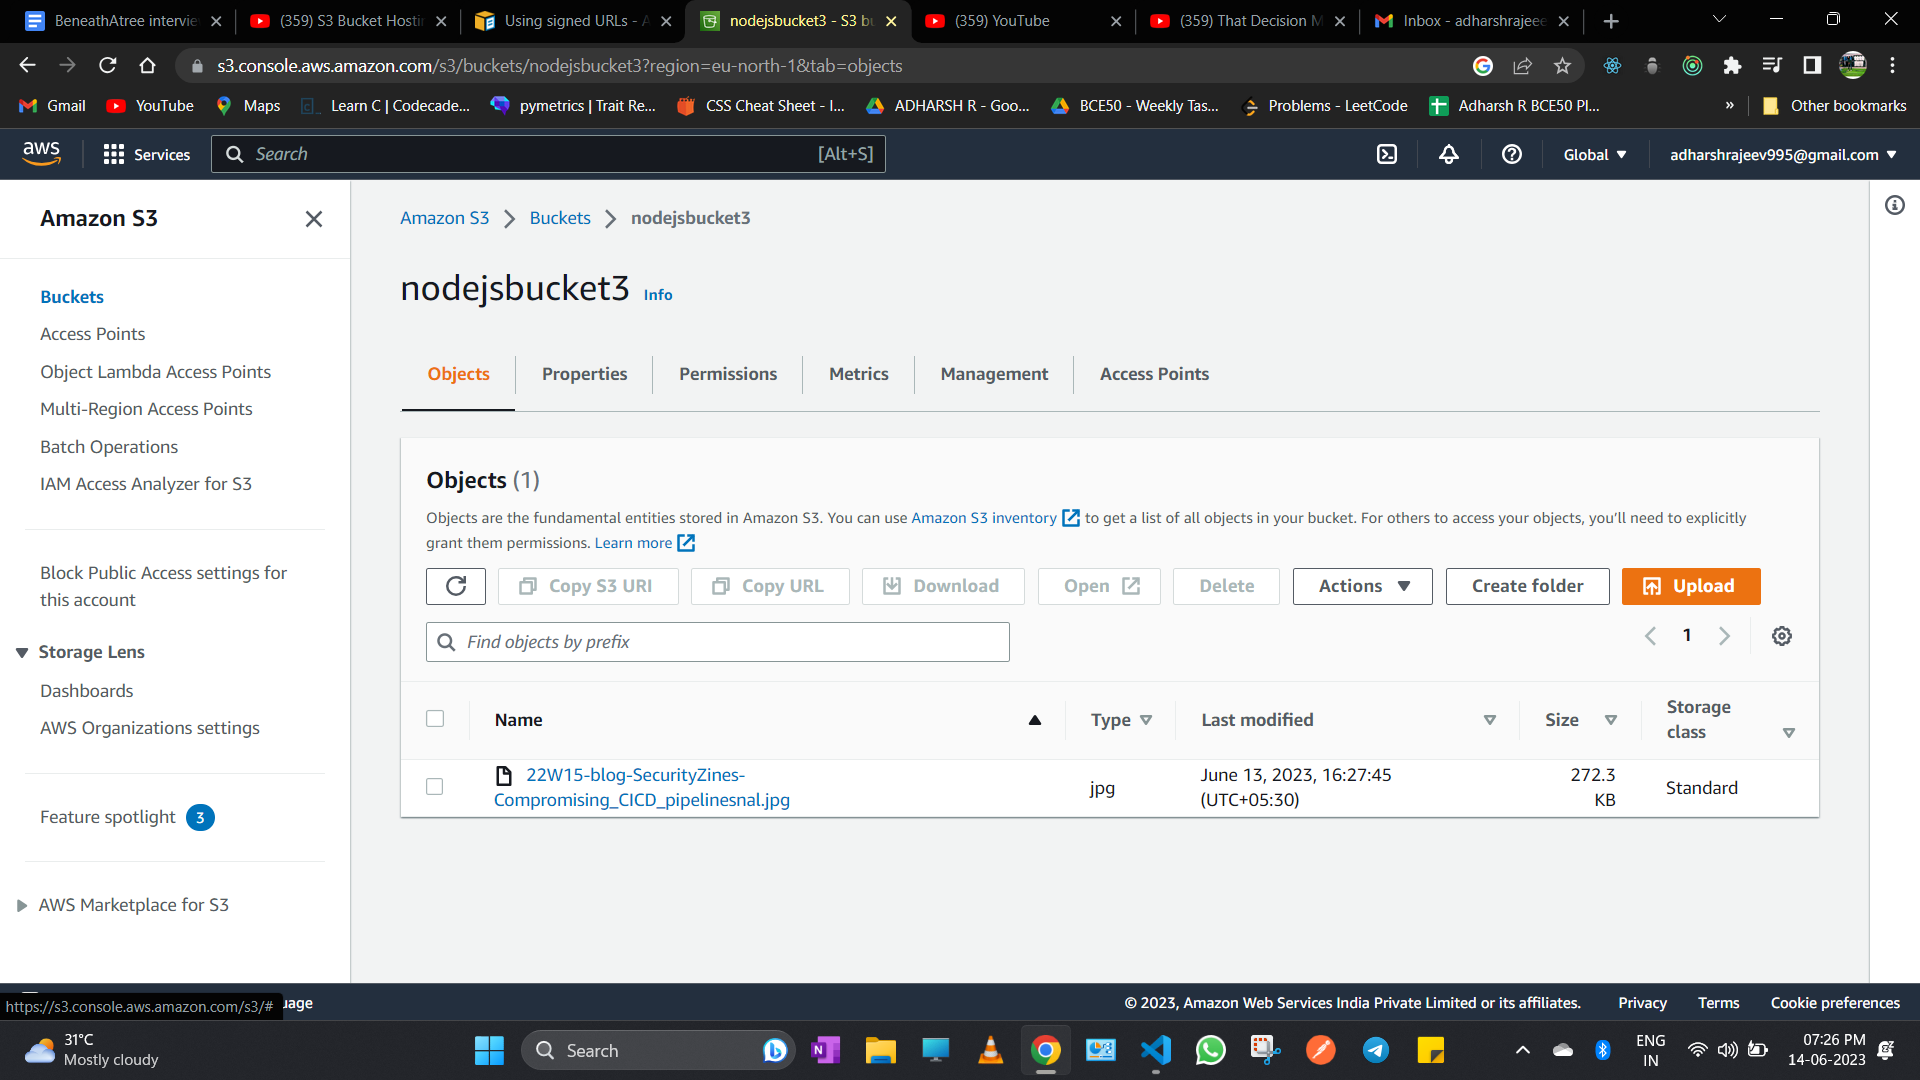 BeneathAtree intervie
(359) S3 Bucket Hostin
Using signed URLs - A
nodejsbucket3 - S3 bu
(359) YouTube
(359) That Decision M
Inbox - adharshrajeee
s3.console.aws.amazon.com/s3/buckets/nodejsbucket3?region=eu-north-1&tab=objects
Gmail
YouTube
Maps
Learn C | Codecade...
pymetrics | Trait Re...
CSS Cheat Sheet - I...
ADHARSH R - Goo...
BCE50 - Weekly Tas...
Problems - LeetCode
Adharsh R BCE50 Pl...
»
Other bookmarks
aws
Services
Search
[Alt+S]
Global
adharshrajeev995@gmail.com
Amazon S3
Buckets
Access Points
Object Lambda Access Points
Multi-Region Access Points
Batch Operations
IAM Access Analyzer for S3
Block Public Access settings for
this account
Storage Lens
Dashboards
AWS Organizations settings
Feature spotlight 3
AWS Marketplace for S3
Amazon S3 > Buckets > nodejsbucket3
nodejsbucket3 Info
Objects
Properties
Permissions
Metrics
Management
Access Points
Objects (1)
Objects are the fundamental entities stored in Amazon S3. You can use Amazon S3 inventory to get a list of all objects in your bucket. For others to access your objects, you'll need to explicitly
grant them permissions. Learn more
Copy S3 URI
Copy URL
Download
Open
Delete
Actions
Create folder
Upload
Find objects by prefix
1
Name
Type
Last modified
Size
Storage
class
22W15-blog-SecurityZines-
Compromising_CICD_pipelinesnal.jpg
jpg
June 13, 2023, 16:27:45
(UTC+05:30)
272.3
KB
Standard
https://s3.console.aws.amazon.com/s3/#
uage
© 2023, Amazon Web Services India Private Limited or its affiliates.
Privacy
Terms
Cookie preferences
31°C
Mostly cloudy
Search
ENG
IN
07:26 PM
14-06-2023